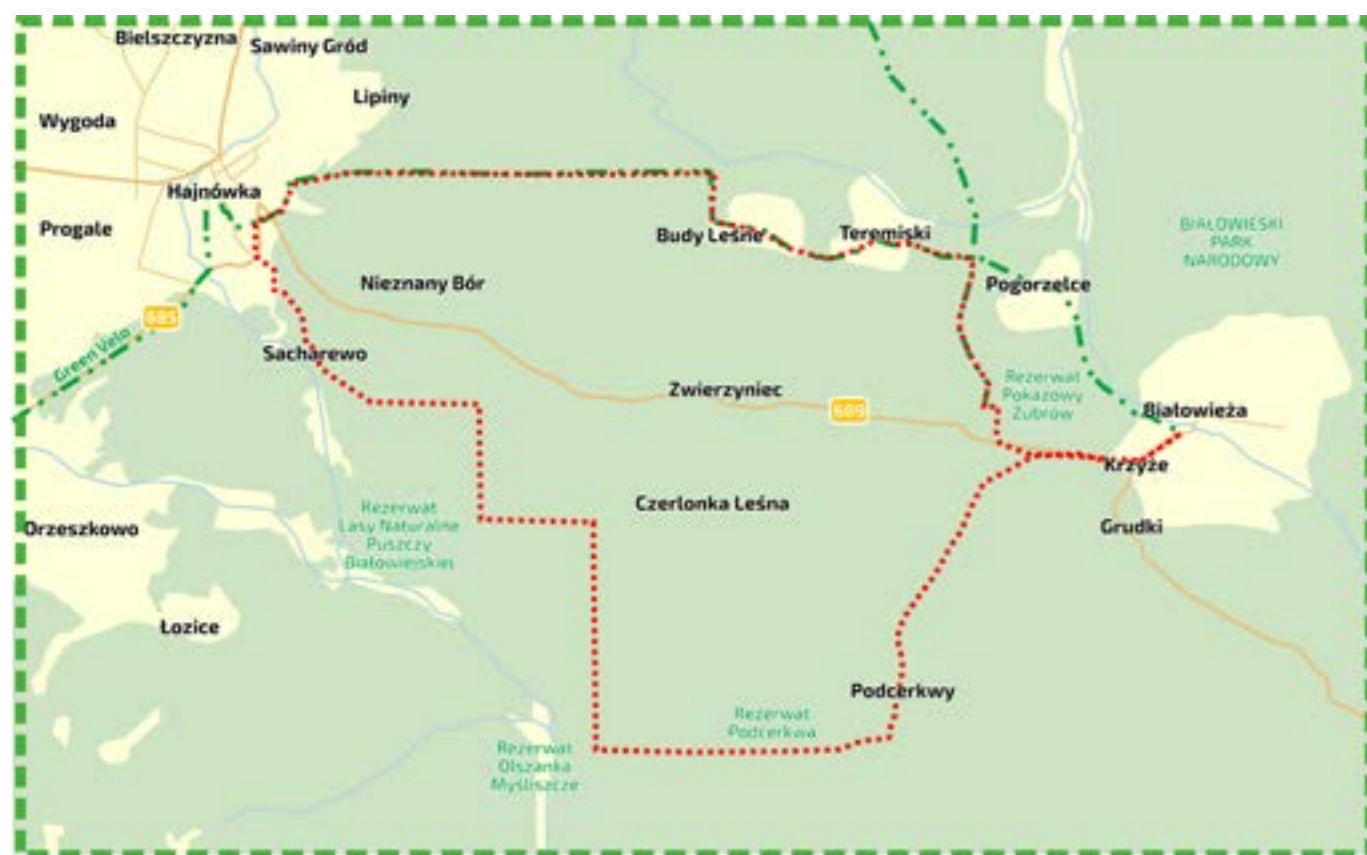 Bielszczyzna
Sawiny Gród
Lipiny
Wygoda
Hajnówka
Progale
Budy Leśne
Teremiski
BIAŁOWIESKI
PARK
NARODOWY
Nieznany Bór
Pogorzelce
685
Green Velo
Sacharewo
Zwierzyniec
689
Rezerwat
Pokazowy
Żubrów
Białowieża
Krzyże
Czerlonka Leśna
Rezerwat
Lasy Naturalne
Puszczy
Białowiejskiej
Orzeszkowo
Grudki
Łozice
Podcerkwy
Rezerwat
Podcerkwa
Rezerwat
Olszanka
Myśliszcze